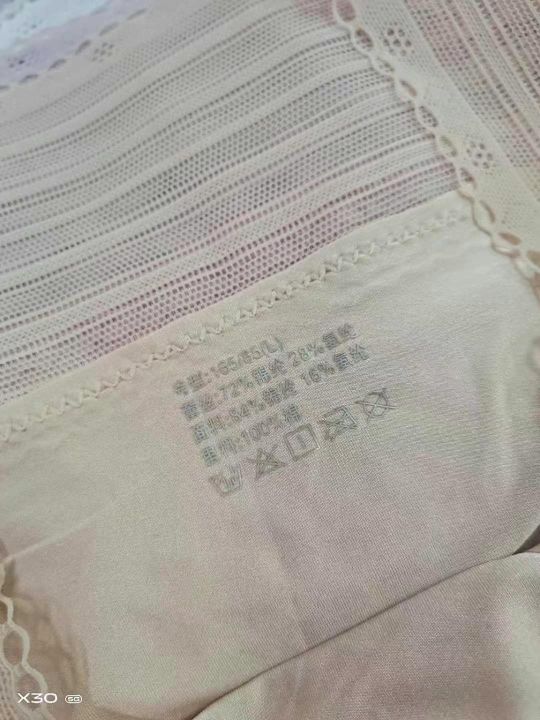 号型:165/85(L)
蕾丝:72%锦纶 28%氨纶
面料:84%锦纶 16%氨纶
里料:100%棉
X30 5G